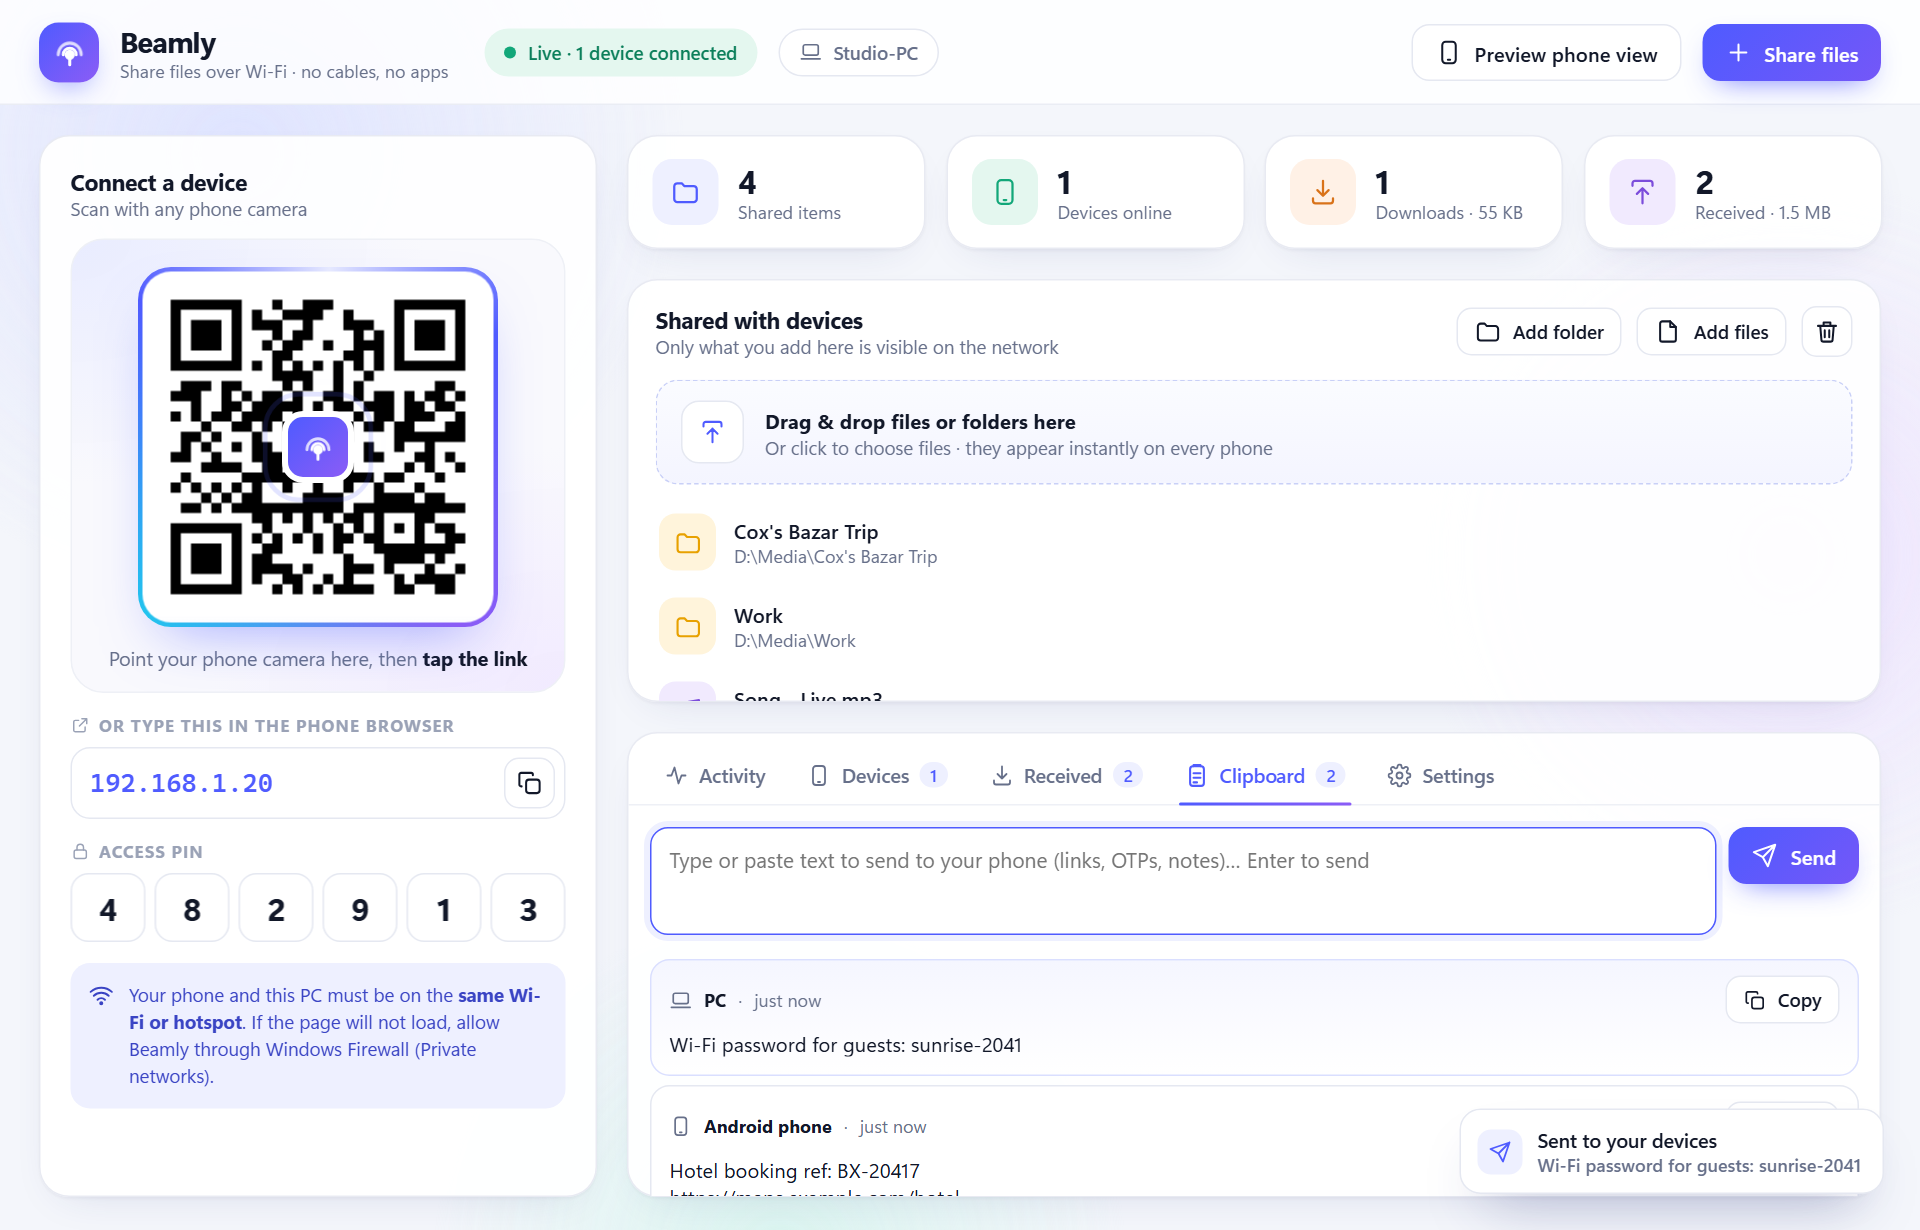 Beamly
Share files over Wi-Fi · no cables, no apps
Live · 1 device connected
Studio-PC
Preview phone view
Share files
Connect a device
Scan with any phone camera
Point your phone camera here, then tap the link
OR TYPE THIS IN THE PHONE BROWSER
192.168.1.20
ACCESS PIN
4 8 2 9 1 3
Your phone and this PC must be on the same Wi-
Fi or hotspot. If the page will not load, allow
Beamly through Windows Firewall (Private
networks).
4
Shared items
1
Devices online
1
Downloads · 55 KB
2
Received · 1.5 MB
Shared with devices
Only what you add here is visible on the network
Add folder
Add files
Drag & drop files or folders here
Or click to choose files · they appear instantly on every phone
Cox's Bazar Trip
D:\Media\Cox's Bazar Trip
Work
D:\Media\Work
Live.mp3
Activity
Devices 1
Received 2
Clipboard 2
Settings
Type or paste text to send to your phone (links, OTPs, notes)... Enter to send
Send
PC · just now
Copy
Wi-Fi password for guests: sunrise-2041
Android phone · just now
Hotel booking ref: BX-20417
Sent to your devices
Wi-Fi password for guests: sunrise-2041